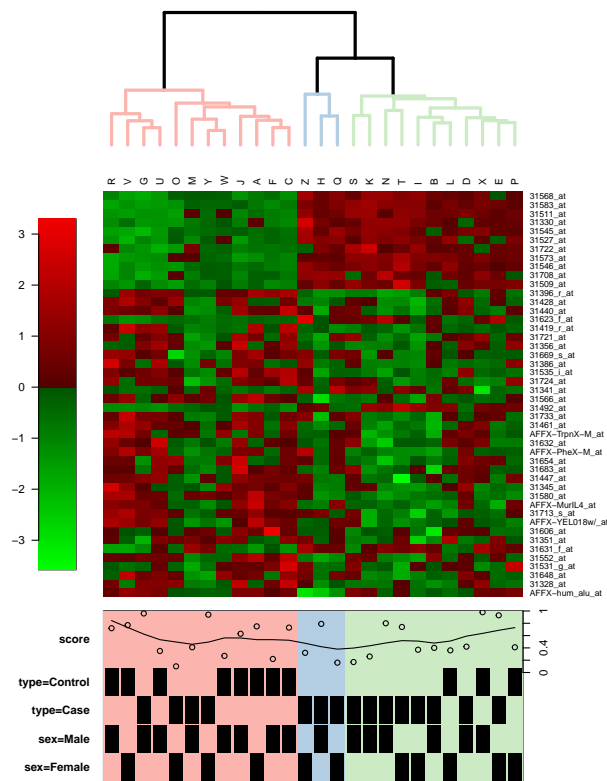 R V G U O M Y W J A F C Z H Q S K N T I B L D X E P
31568_at
31583_at
31511_at
31330_at
31545_at
31527_at
31722_at
31573_at
31546_at
31708_at
31509_at
31396_r_at
31428_at
31440_at
31623_f_at
31419_r_at
31721_at
31356_at
31669_s_at
31386_at
31535_i_at
31724_at
31341_at
31566_at
31492_at
31733_at
31461_at
AFFX−TrpnX−M_at
31632_at
AFFX−PheX−M_at
31654_at
31683_at
31447_at
31345_at
31580_at
AFFX−MurIL4_at
31713_s_at
AFFX−YEL018w/_at
31606_at
31351_at
31631_f_at
31552_at
31531_g_at
31648_at
31328_at
AFFX−hum_alu_at
3
2
1
0
−1
−2
−3
score
1
0.4
0
type=Control
type=Case
sex=Male
sex=Female